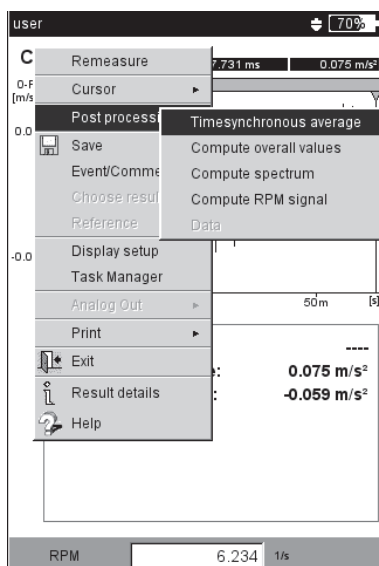 user 70%
C 7.731 ms 0.075 m/s²
0-F
[m/s
0.0
-0.0
50m [s]
Remeasure
Cursor
Post processi
Save
Event/Comme
Choose resul
Reference
Display setup
Task Manager
Analog Out
Print
Exit
Result details
Help
Timesynchronous average
Compute overall values
Compute spectrum
Compute RPM signal
Data
----
e: 0.075 m/s²
: -0.059 m/s²
RPM 6.234 1/s